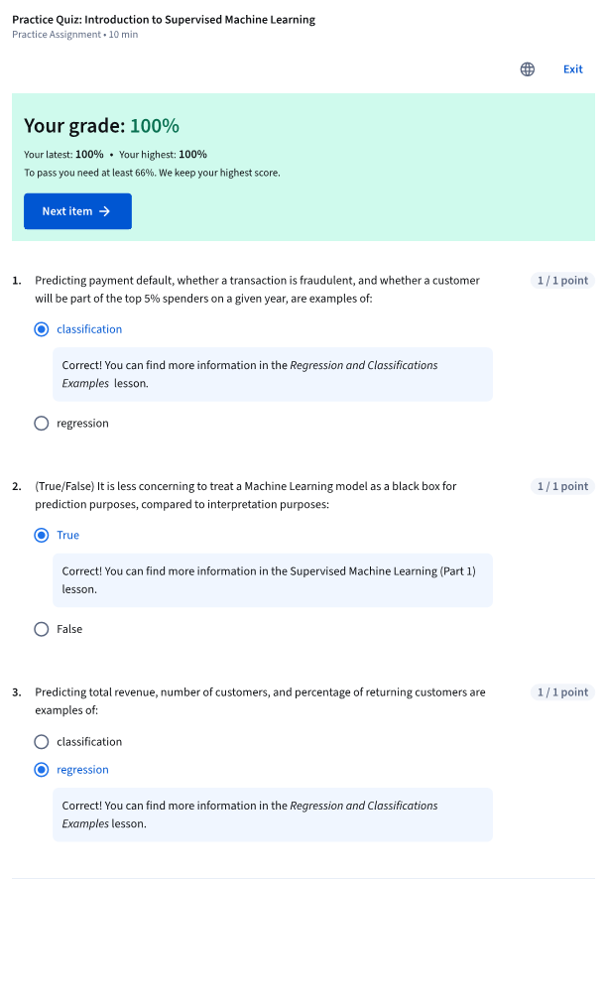 Practice Quiz: Introduction to Supervised Machine Learning
Practice Assignment • 10 min
Exit
Your grade: 100%
Your latest: 100% • Your highest: 100%
To pass you need at least 66%. We keep your highest score.
Next item →
1. Predicting payment default, whether a transaction is fraudulent, and whether a customer 1 / 1 point
will be part of the top 5% spenders on a given year, are examples of:
classification
Correct! You can find more information in the Regression and Classifications
Examples lesson.
regression
2. (True/False) It is less concerning to treat a Machine Learning model as a black box for 1 / 1 point
prediction purposes, compared to interpretation purposes:
True
Correct! You can find more information in the Supervised Machine Learning (Part 1)
lesson.
False
3. Predicting total revenue, number of customers, and percentage of returning customers are 1 / 1 point
examples of:
classification
regression
Correct! You can find more information in the Regression and Classifications
Examples lesson.